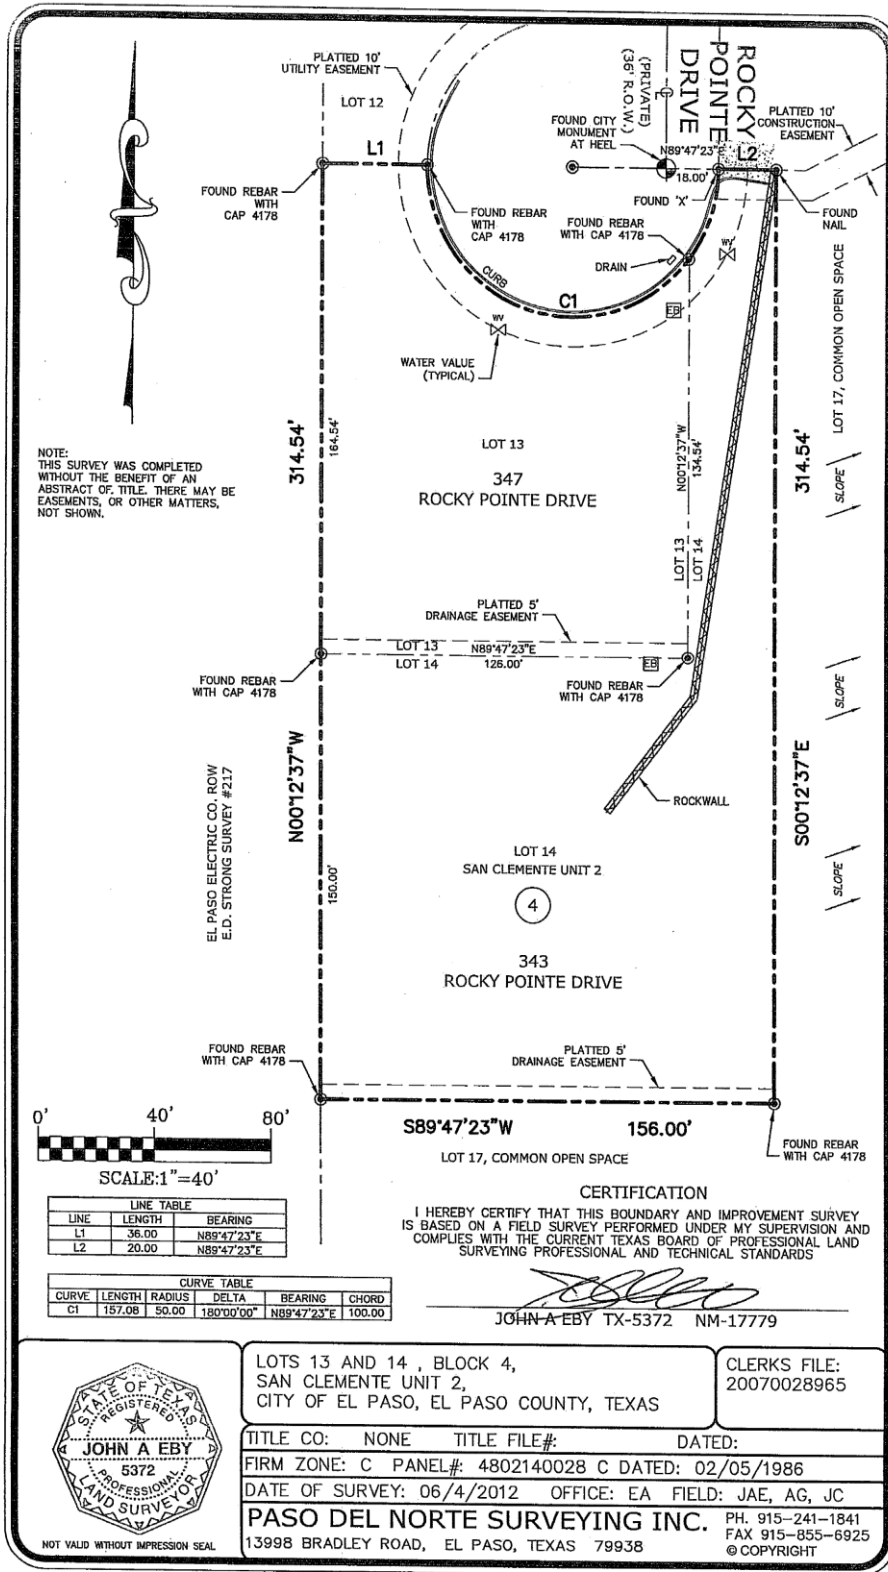 PLATTED 10'
UTILITY EASEMENT
LOT 12
ROCKY
POINTE
DRIVE
(PRIVATE)
(36' R.O.W.)
PLATTED 10'
CONSTRUCTION
EASEMENT
FOUND CITY
MONUMENT
AT HEEL
N89°47'23"E
18.00'
L1
L2
FOUND REBAR
WITH
CAP 4178
FOUND REBAR
WITH
CAP 4178
FOUND "X"
FOUND
NAIL
FOUND REBAR
WITH CAP 4178
DRAIN
WV
CURB
C1
EB
WV
WATER VALUE
(TYPICAL)
LOT 17, COMMON OPEN SPACE
NOTE:
THIS SURVEY WAS COMPLETED
WITHOUT THE BENEFIT OF AN
ABSTRACT OF. TITLE. THERE MAY BE
EASEMENTS, OR OTHER MATTERS,
NOT SHOWN.
314.54'
164.54'
LOT 13
347
ROCKY POINTE DRIVE
N00°12'37"W
134.54'
314.54'
SLOPE
LOT 13
LOT 14
PLATTED 5'
DRAINAGE EASEMENT
LOT 13
N89°47'23"E
LOT 14
126.00'
EB
FOUND REBAR
WITH CAP 4178
FOUND REBAR
WITH CAP 4178
SLOPE
EL PASO ELECTRIC CO. ROW
E.D. STRONG SURVEY #217
N00°12'37"W
150.00'
ROCKWALL
S00°12'37"E
LOT 14
SAN CLEMENTE UNIT 2
4
SLOPE
343
ROCKY POINTE DRIVE
FOUND REBAR
WITH CAP 4178
PLATTED 5'
DRAINAGE EASEMENT
S89°47'23"W 156.00'
LOT 17, COMMON OPEN SPACE
FOUND REBAR
WITH CAP 4178
0' 40' 80'
SCALE:1"=40'
LINE TABLE
LINE LENGTH BEARING
L1 36.00 N89°47'23"E
L2 20.00 N89°47'23"E
CURVE TABLE
CURVE LENGTH RADIUS DELTA BEARING CHORD
C1 157.08 50.00 180°00'00" N89°47'23"E 100.00
CERTIFICATION
I HEREBY CERTIFY THAT THIS BOUNDARY AND IMPROVEMENT SURVEY
IS BASED ON A FIELD SURVEY PERFORMED UNDER MY SUPERVISION AND
COMPLIES WITH THE CURRENT TEXAS BOARD OF PROFESSIONAL LAND
SURVEYING PROFESSIONAL AND TECHNICAL STANDARDS
JOHN A EBY TX-5372 NM-17779
STATE OF TEXAS
REGISTERED
JOHN A EBY
5372
PROFESSIONAL
LAND SURVEYOR
NOT VALID WITHOUT IMPRESSION SEAL
LOTS 13 AND 14 , BLOCK 4,
SAN CLEMENTE UNIT 2,
CITY OF EL PASO, EL PASO COUNTY, TEXAS
CLERKS FILE:
20070028965
TITLE CO: NONE TITLE FILE#: DATED:
FIRM ZONE: C PANEL#: 4802140028 C DATED: 02/05/1986
DATE OF SURVEY: 06/4/2012 OFFICE: EA FIELD: JAE, AG, JC
PASO DEL NORTE SURVEYING INC.
13998 BRADLEY ROAD, EL PASO, TEXAS 79938
PH. 915-241-1841
FAX 915-855-6925
© COPYRIGHT